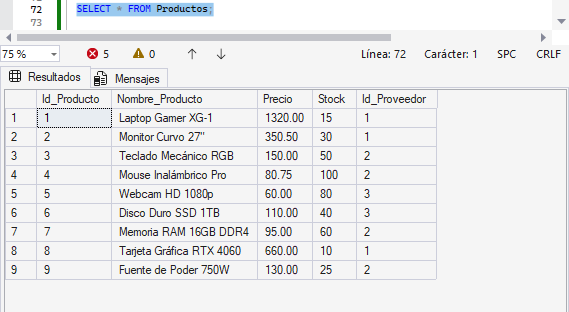 72 SELECT * FROM Productos;
73
75 % 5 0 Línea: 72 Carácter: 1 SPC CRLF
Resultados Mensajes
Id_Producto Nombre_Producto Precio Stock Id_Proveedor
1 1 Laptop Gamer XG-1 1320.00 15 1
2 2 Monitor Curvo 27" 350.50 30 1
3 3 Teclado Mecánico RGB 150.00 50 2
4 4 Mouse Inalámbrico Pro 80.75 100 2
5 5 Webcam HD 1080p 60.00 80 3
6 6 Disco Duro SSD 1TB 110.00 40 3
7 7 Memoria RAM 16GB DDR4 95.00 60 2
8 8 Tarjeta Gráfica RTX 4060 660.00 10 1
9 9 Fuente de Poder 750W 130.00 25 2